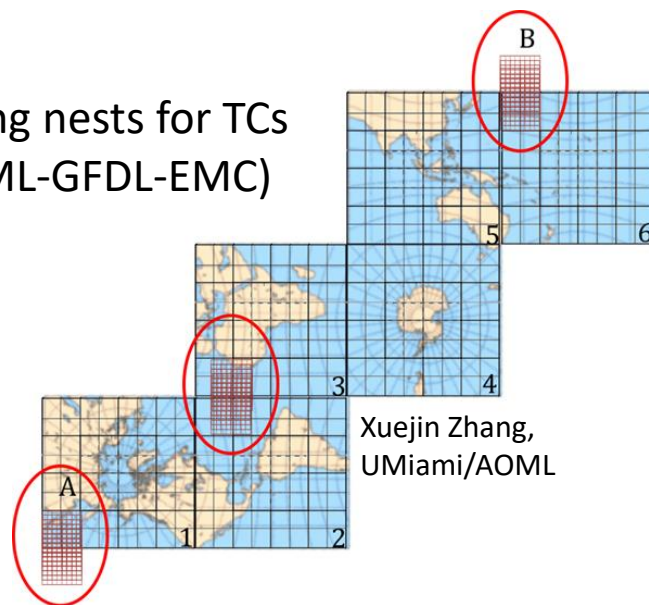 B
ng nests for TCs
ML-GFDL-EMC)
5
6
3
4
Xuejin Zhang,
UMiami/AOML
A
1
2